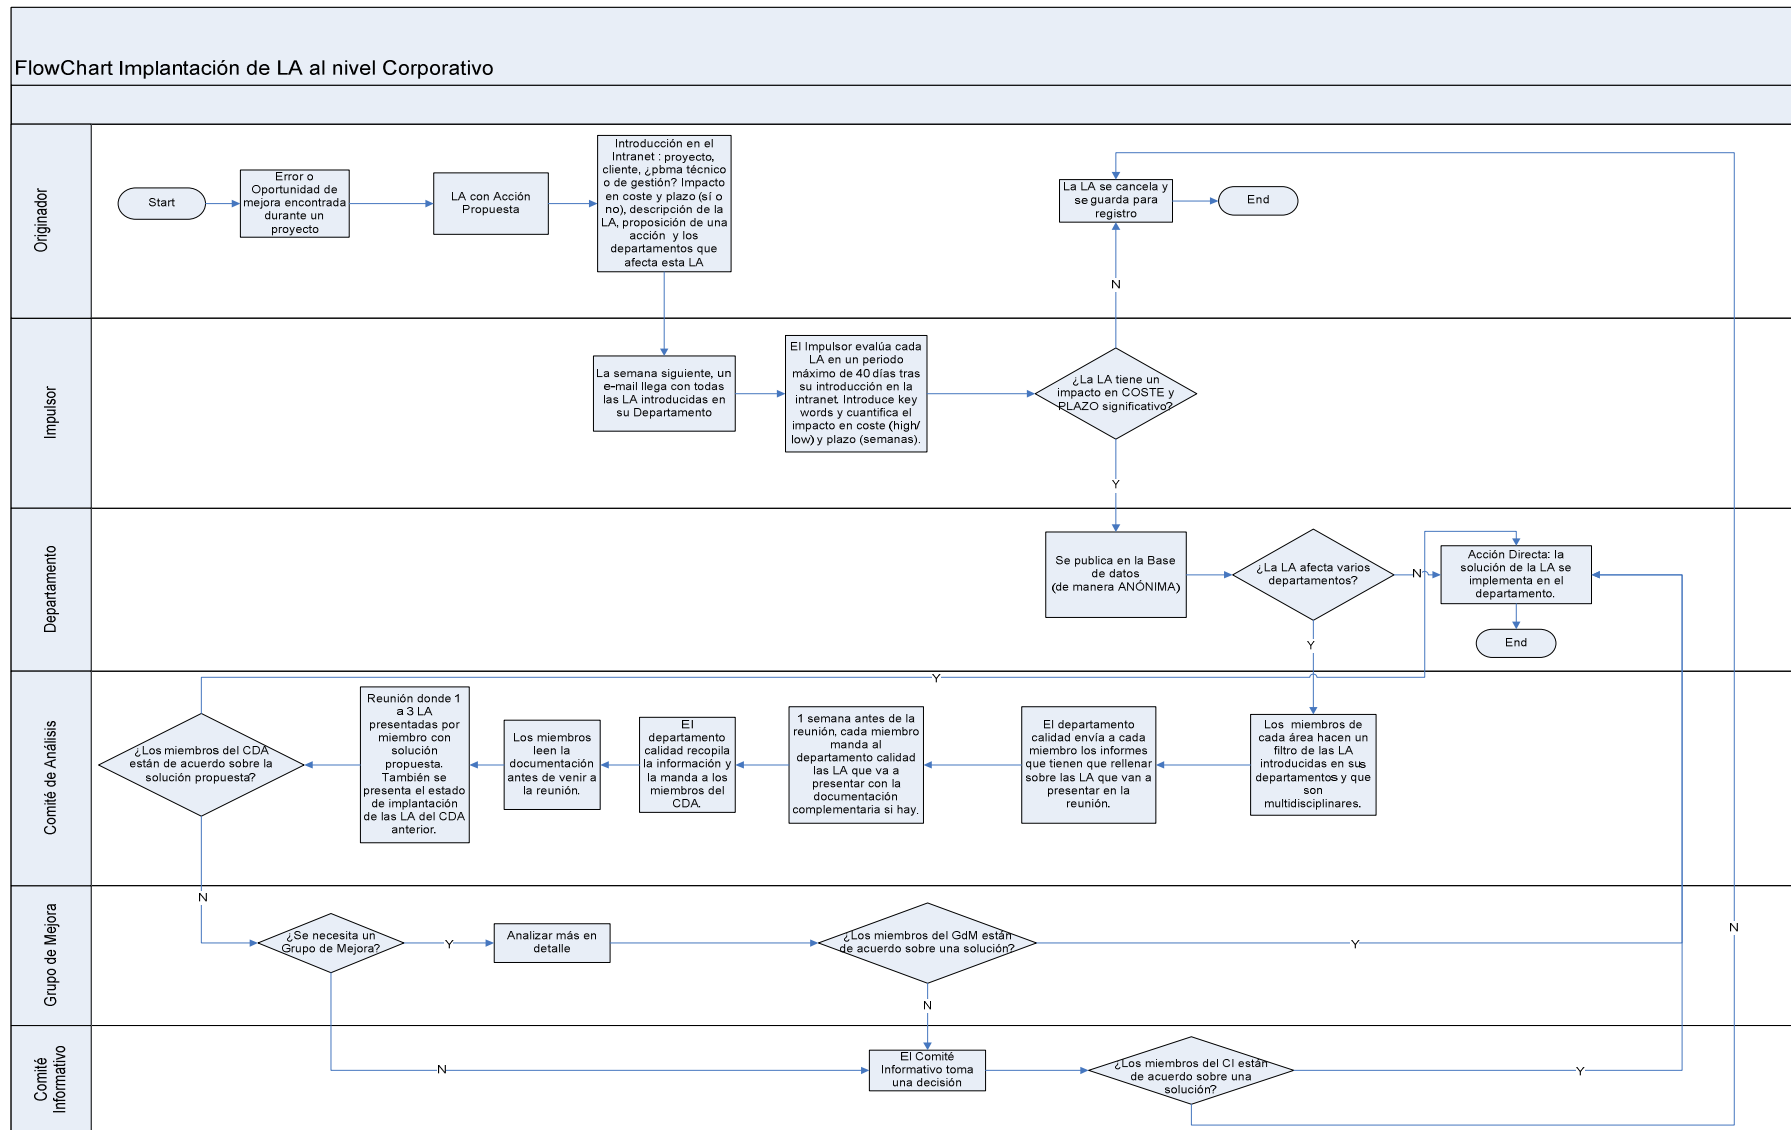 FlowChart Implantación de LA al nivel Corporativo
Originador
Start
Error o
Oportunidad de
mejora encontrada
durante un
proyecto
LA con Acción
Propuesta
Introducción en el
Intranet : proyecto,
cliente, ¿pbma técnico
o de gestión? Impacto
en coste y plazo (sí o
no), descripción de la
LA, proposición de una
acción y los
departamentos que
afecta esta LA
La LA se cancela y
se guarda para
registro
End
N
Impulsor
La semana siguiente, un
e-mail llega con todas
las LA introducidas en
su Departamento
El Impulsor evalúa cada
LA en un periodo
máximo de 40 días tras
su introducción en la
intranet. Introduce key
words y cuantifica el
impacto en coste (high/
low) y plazo (semanas).
¿La LA tiene un
impacto en COSTE y
PLAZO significativo?
Y
Departamento
Se publica en la Base
de datos
(de manera ANÓNIMA)
¿La LA afecta varios
departamentos?
N
Acción Directa: la
solución de la LA se
implementa en el
departamento.
End
Y
Comité de Análisis
Y
¿Los miembros del CDA
están de acuerdo sobre la
solución propuesta?
Reunión donde 1
a 3 LA
presentadas por
miembro con
solución
propuesta.
También se
presenta el estado
de implantación
de las LA del CDA
anterior.
Los miembros
leen la
documentación
antes de venir a
la reunión.
El
departamento
calidad recopila
la información y
la manda a los
miembros del
CDA.
1 semana antes de la
reunión, cada miembro
manda al
departamento calidad
las LA que va a
presentar con la
documentación
complementaria si hay.
El departamento
calidad envía a cada
miembro los informes
que tienen que rellenar
sobre las LA que van a
presentar en la
reunión.
Los miembros de
cada área hacen un
filtro de las LA
introducidas en sus
departamentos y que
son
multidisciplinares.
N
Grupo de Mejora
¿Se necesita un
Grupo de Mejora?
Y
Analizar más en
detalle
¿Los miembros del GdM están
de acuerdo sobre una solución?
Y
N
N
Comité
Informativo
N
El Comité
Informativo toma
una decisión
¿Los miembros del CI están
de acuerdo sobre una
solución?
Y